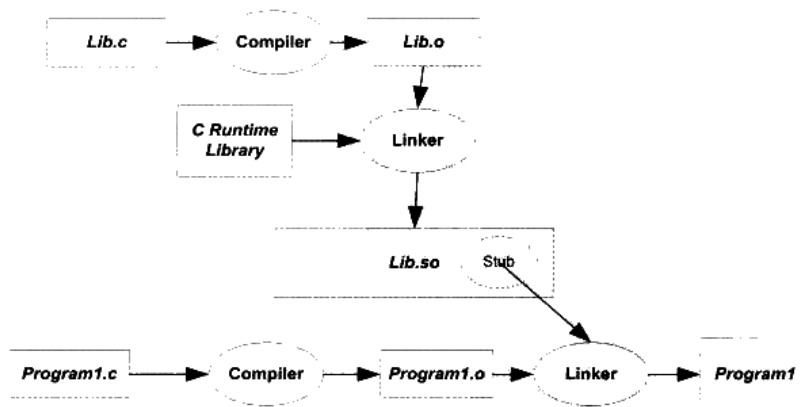 Lib.c
Compiler
Lib.o
C Runtime
Library
Linker
Lib.so
Stub
Program1.c
Compiler
Program1.o
Linker
Program1